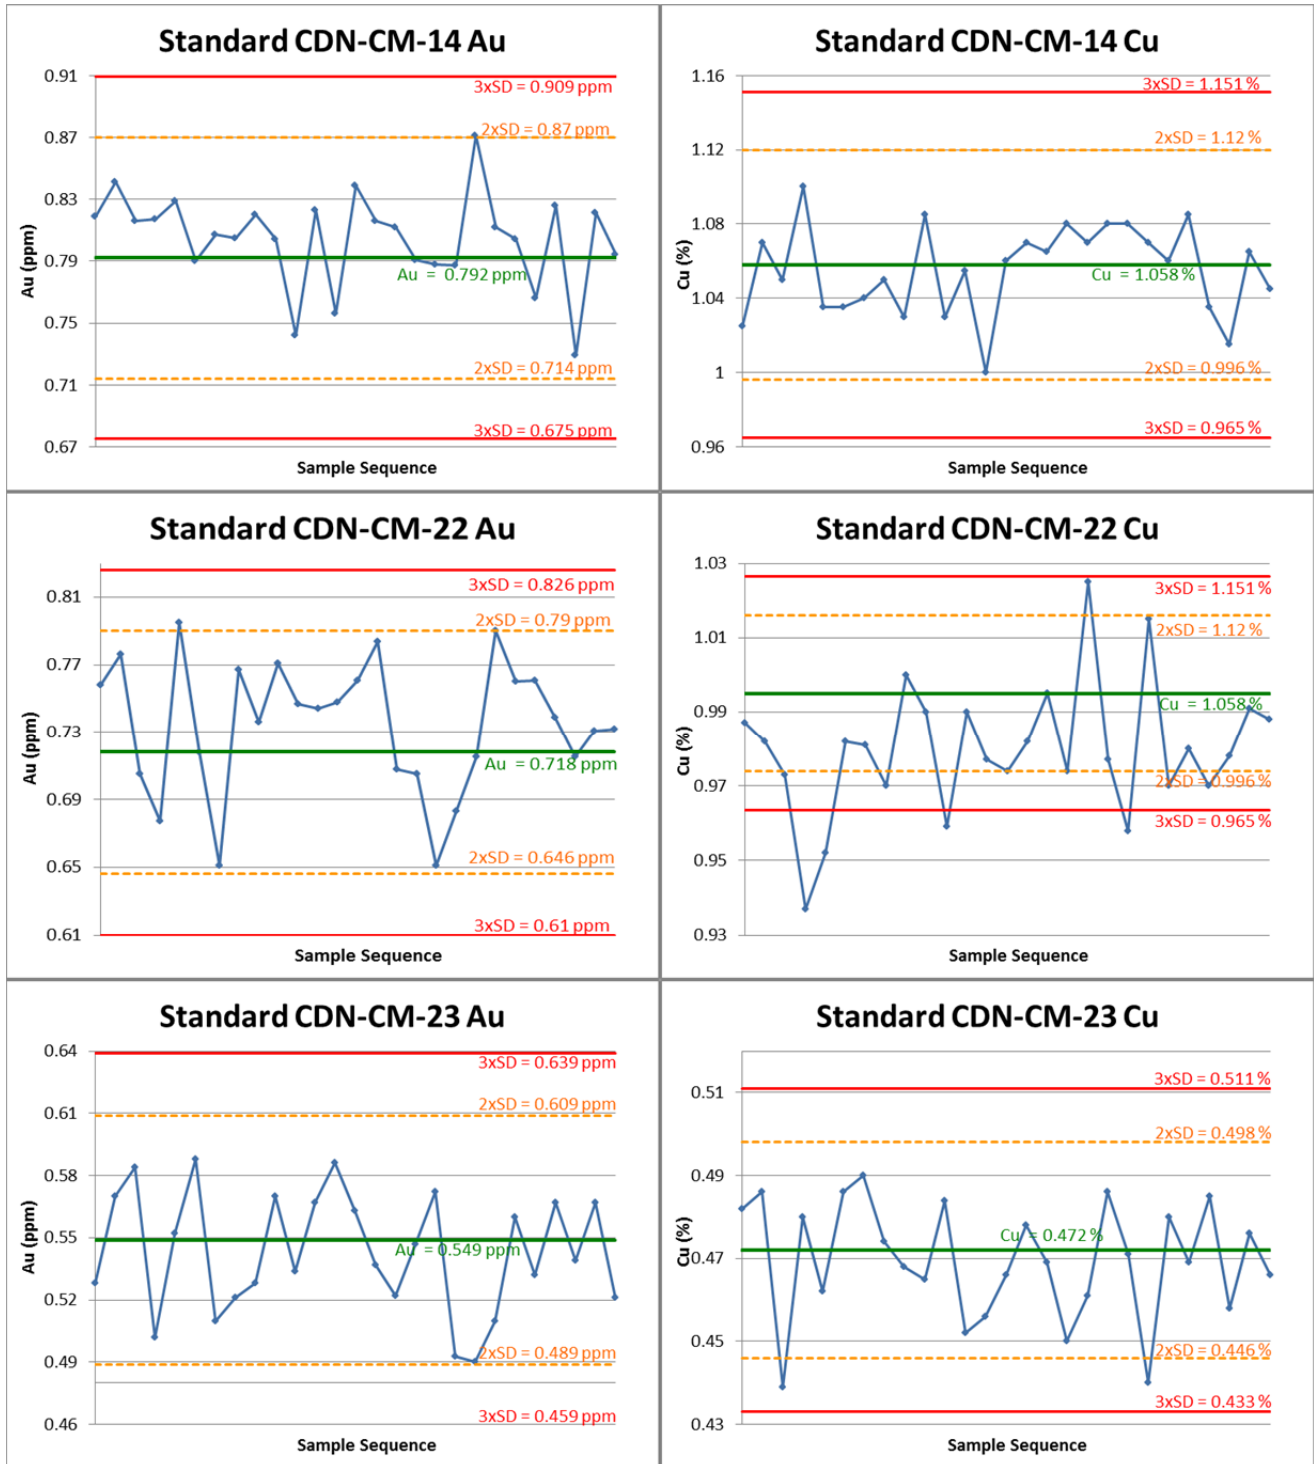 Standard CDN-CM-14 Au
Au (ppm)
0.91
0.87
0.83
0.79
0.75
0.71
0.67
3xSD = 0.909 ppm
2xSD = 0.87 ppm
Au = 0.792 ppm
2xSD = 0.714 ppm
3xSD = 0.675 ppm
Sample Sequence
Standard CDN-CM-14 Cu
Cu (%)
1.16
1.12
1.08
1.04
1
0.96
3xSD = 1.151 %
2xSD = 1.12 %
Cu = 1.058 %
2xSD = 0.996 %
3xSD = 0.965 %
Sample Sequence
Standard CDN-CM-22 Au
Au (ppm)
0.81
0.77
0.73
0.69
0.65
0.61
3xSD = 0.826 ppm
2xSD = 0.79 ppm
Au = 0.718 ppm
2xSD = 0.646 ppm
3xSD = 0.61 ppm
Sample Sequence
Standard CDN-CM-22 Cu
Cu (%)
1.03
1.01
0.99
0.97
0.95
0.93
3xSD = 1.151 %
2xSD = 1.12 %
Cu = 1.058 %
2xSD = 0.996 %
3xSD = 0.965 %
Sample Sequence
Standard CDN-CM-23 Au
Au (ppm)
0.64
0.61
0.58
0.55
0.52
0.49
0.46
3xSD = 0.639 ppm
2xSD = 0.609 ppm
Au = 0.549 ppm
2xSD = 0.489 ppm
3xSD = 0.459 ppm
Sample Sequence
Standard CDN-CM-23 Cu
Cu (%)
0.51
0.49
0.47
0.45
0.43
3xSD = 0.511 %
2xSD = 0.498 %
Cu = 0.472 %
2xSD = 0.446 %
3xSD = 0.433 %
Sample Sequence